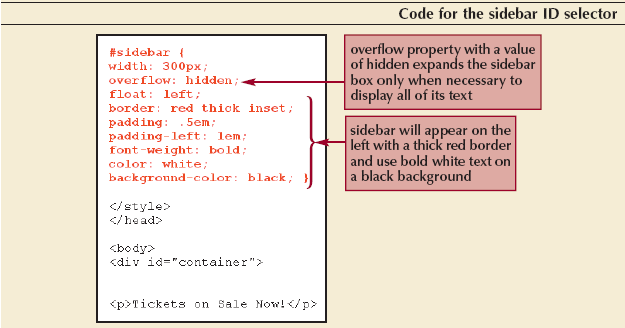 Code for the sidebar ID selector
#sidebar {
width: 300px;
overflow: hidden;
float: left;
border: red thick inset;
padding: .5em;
padding-left: 1em;
font-weight: bold;
color: white;
background-color: black; }
</style>
</head>
<body>
<div id="container">
<p>Tickets on Sale Now!</p>
overflow property with a value
of hidden expands the sidebar
box only when necessary to
display all of its text
sidebar will appear on the
left with a thick red border
and use bold white text on
a black background